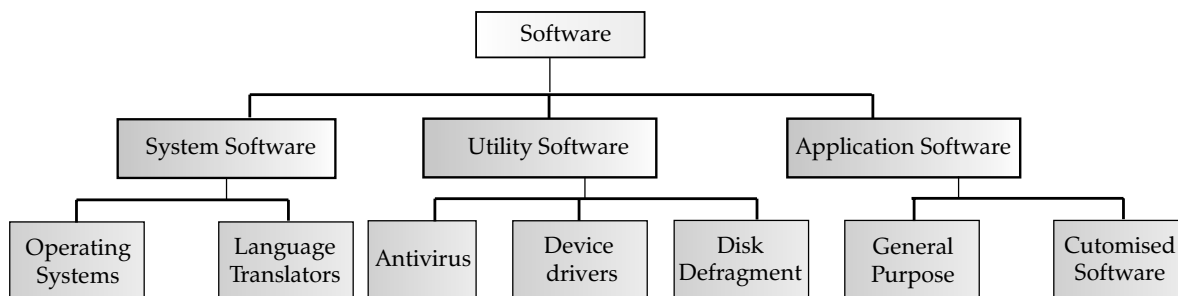 Software
System Software
Utility Software
Application Software
Operating
Systems
Language
Translators
Antivirus
Device
drivers
Disk
Defragment
General
Purpose
Cutomised
Software